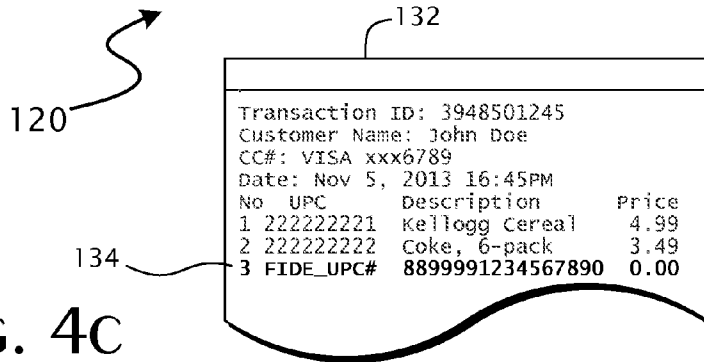 132
120
Transaction ID: 3948501245
Customer Name: John Doe
CC#: VISA xxx6789
Date: Nov 5, 2013 16:45PM
No UPC Description Price
1 222222221 Kellogg Cereal 4.99
2 222222222 Coke, 6-pack 3.49
134
3 FIDE_UPC# 8899991234567890 0.00
G. 4C